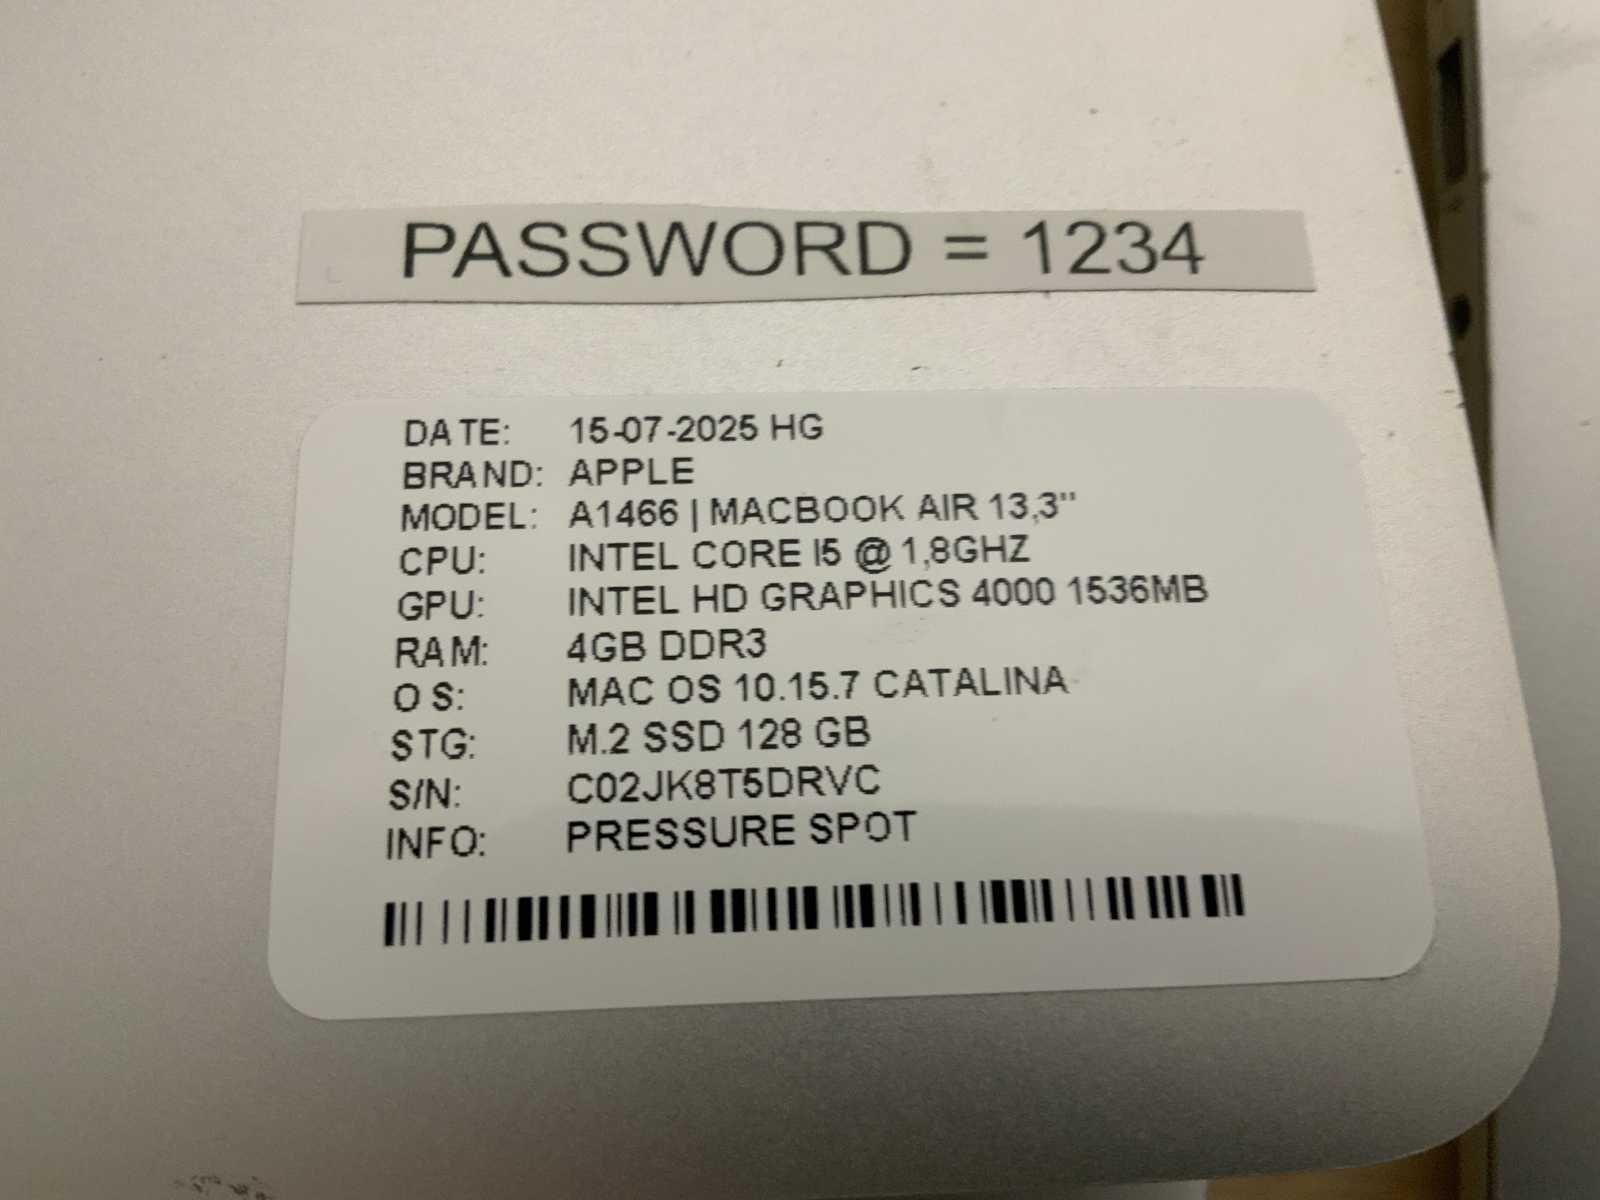 PASSWORD = 1234
DATE: 15-07-2025 HG
BRAND: APPLE
MODEL: A1466 | MACBOOK AIR 13,3"
CPU: INTEL CORE I5 @ 1,8GHZ
GPU: INTEL HD GRAPHICS 4000 1536MB
RAM: 4GB DDR3
OS: MAC OS 10.15.7 CATALINA
STG: M.2 SSD 128 GB
S/N: C02JK8T5DRVC
INFO: PRESSURE SPOT